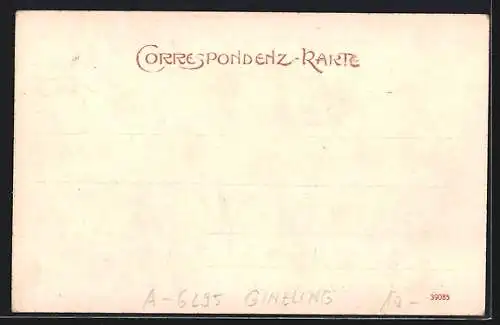 CORRESPONDENZ-KARTE
A-6295 GINZLING 10-
39085